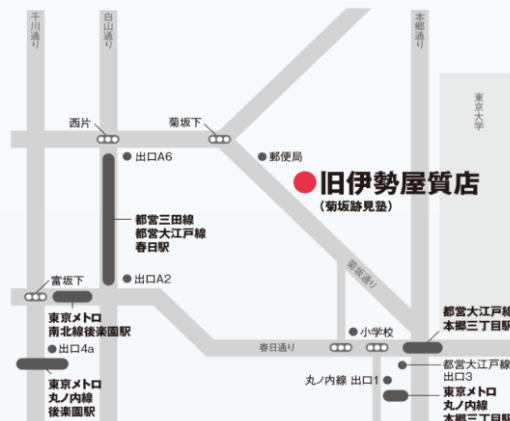 千川通り
白山通り
本郷通り
東京大学
西片
菊坂下
出口A6
郵便局
旧伊勢屋質店
(菊坂跡見塾)
都営三田線
都営大江戸線
春日駅
菊坂通り
富坂下
出口A2
東京メトロ
南北線後楽園駅
出口4a
東京メトロ
丸ノ内線
後楽園駅
小学校
春日通り
都営大江戸線
本郷三丁目駅
都営大江戸線
出口3
丸ノ内線 出口1
東京メトロ
丸ノ内線
本郷三丁目駅